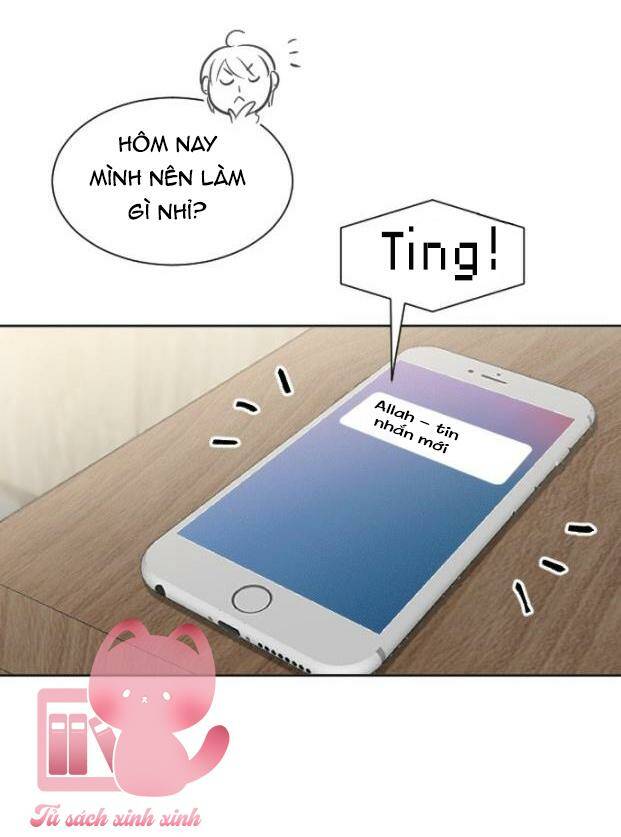 HÔM NAY
MÌNH NÊN LÀM
GÌ NHỈ?
Ting!
Allah – tin
nhắn mới
Tủ sách xinh xinh